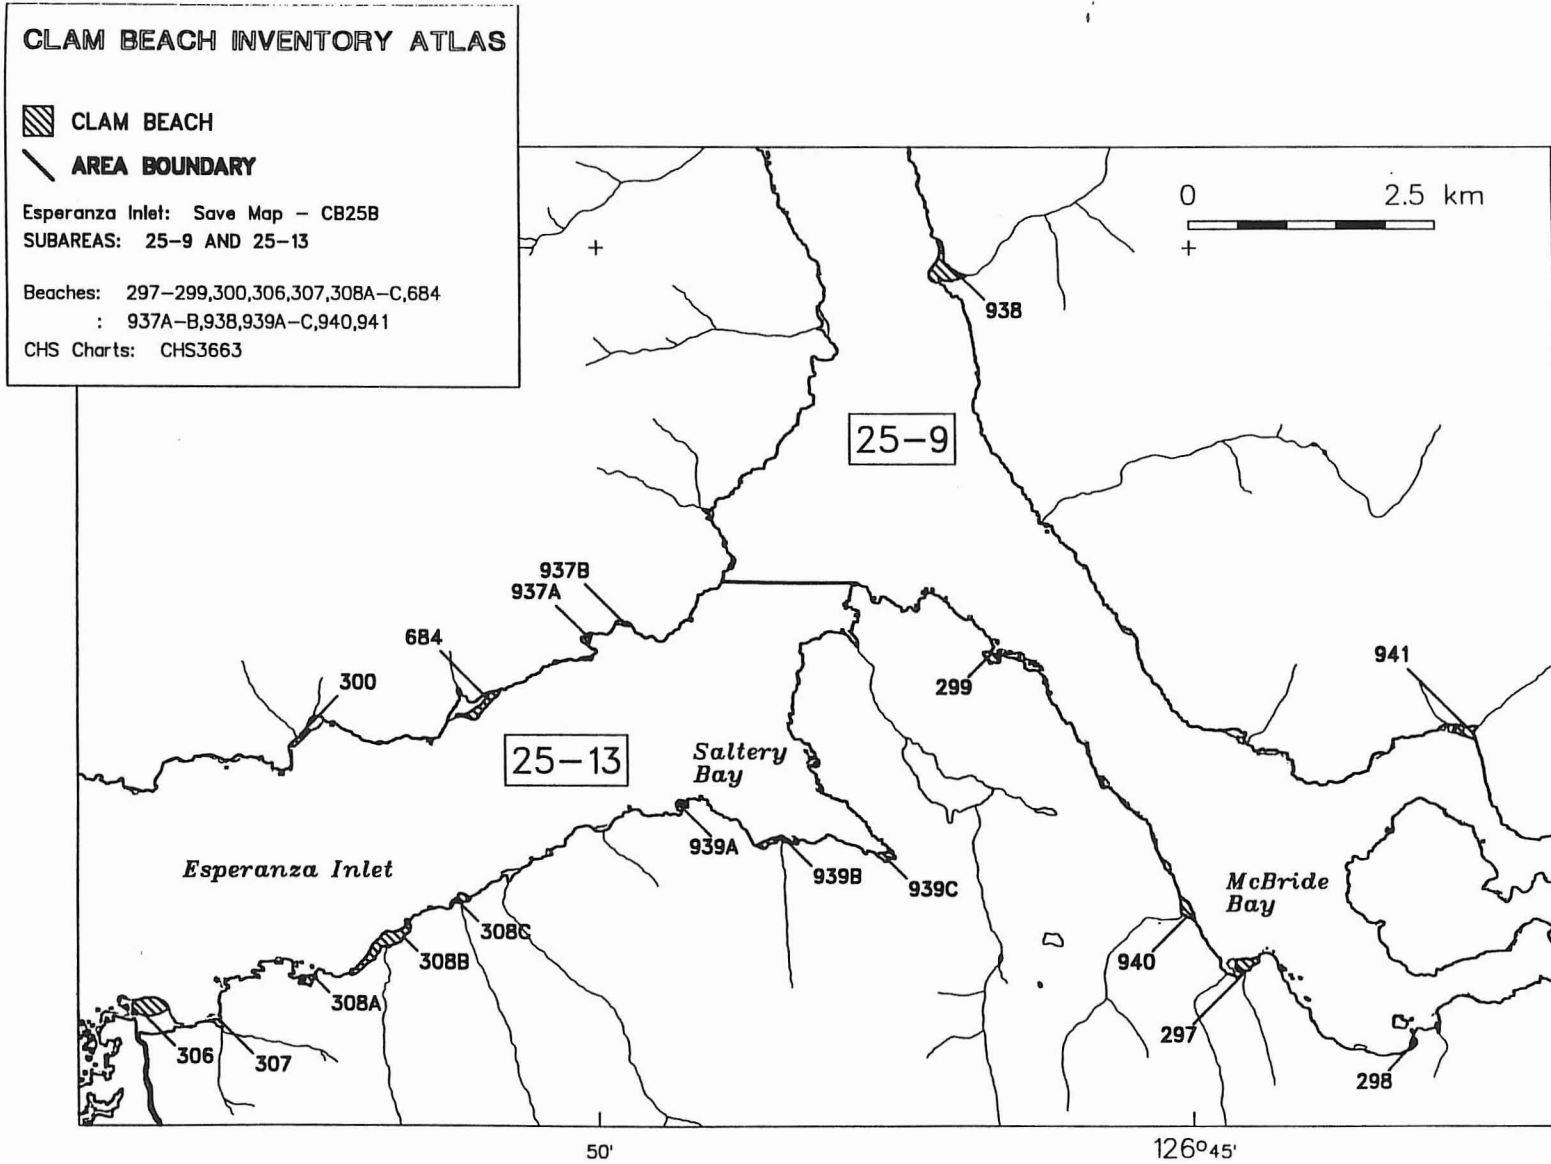 CLAM BEACH INVENTORY ATLAS
CLAM BEACH
AREA BOUNDARY
Esperanza Inlet: Save Map - CB25B
SUBAREAS: 25-9 AND 25-13
Beaches: 297-299,300,306,307,308A-C,684
: 937A-B,938,939A-C,940,941
CHS Charts: CHS3663
0 2.5 km
938
25-9
937B
937A
684
941
300
299
25-13
Saltery
Bay
939A
Esperanza Inlet
939B
939C
McBride
Bay
308C
308B
940
308A
297
306
307
298
50'
126°45'